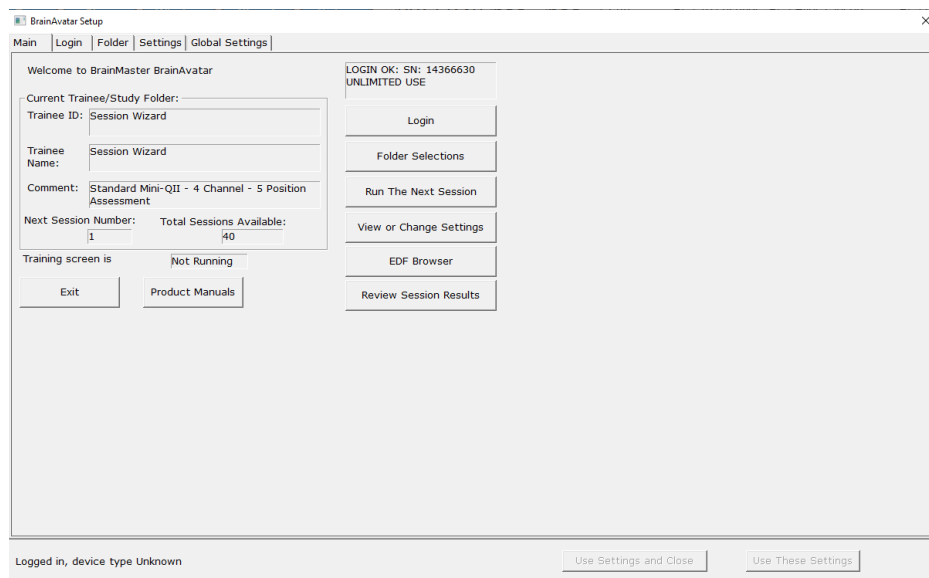 BrainAvatar Setup
Main Login Folder Settings Global Settings
Welcome to BrainMaster BrainAvatar
Current Trainee/Study Folder:
Trainee ID: Session Wizard
Trainee Name: Session Wizard
Comment: Standard Mini-QII - 4 Channel - 5 Position
Assessment
Next Session Number: Total Sessions Available:
1 40
Training screen is Not Running
Exit Product Manuals
LOGIN OK: SN: 14366630
UNLIMITED USE
Login
Folder Selections
Run The Next Session
View or Change Settings
EDF Browser
Review Session Results
Logged in, device type Unknown
Use Settings and Close Use These Settings